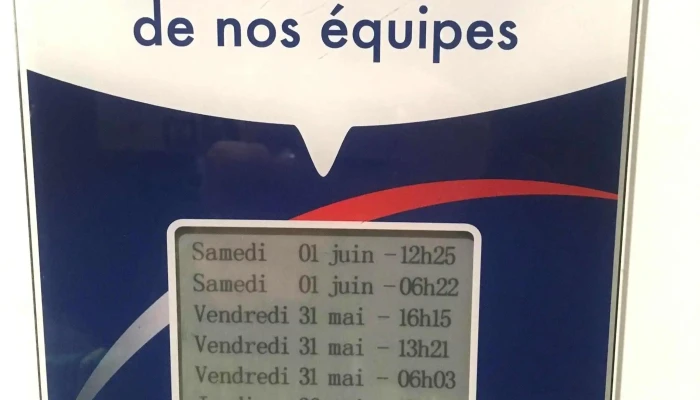 de nos équipes
Samedi 01 juin - 12h25
Samedi 01 juin - 06h22
Vendredi 31 mai - 16h15
Vendredi 31 mai - 13h21
Vendredi 31 mai - 06h03